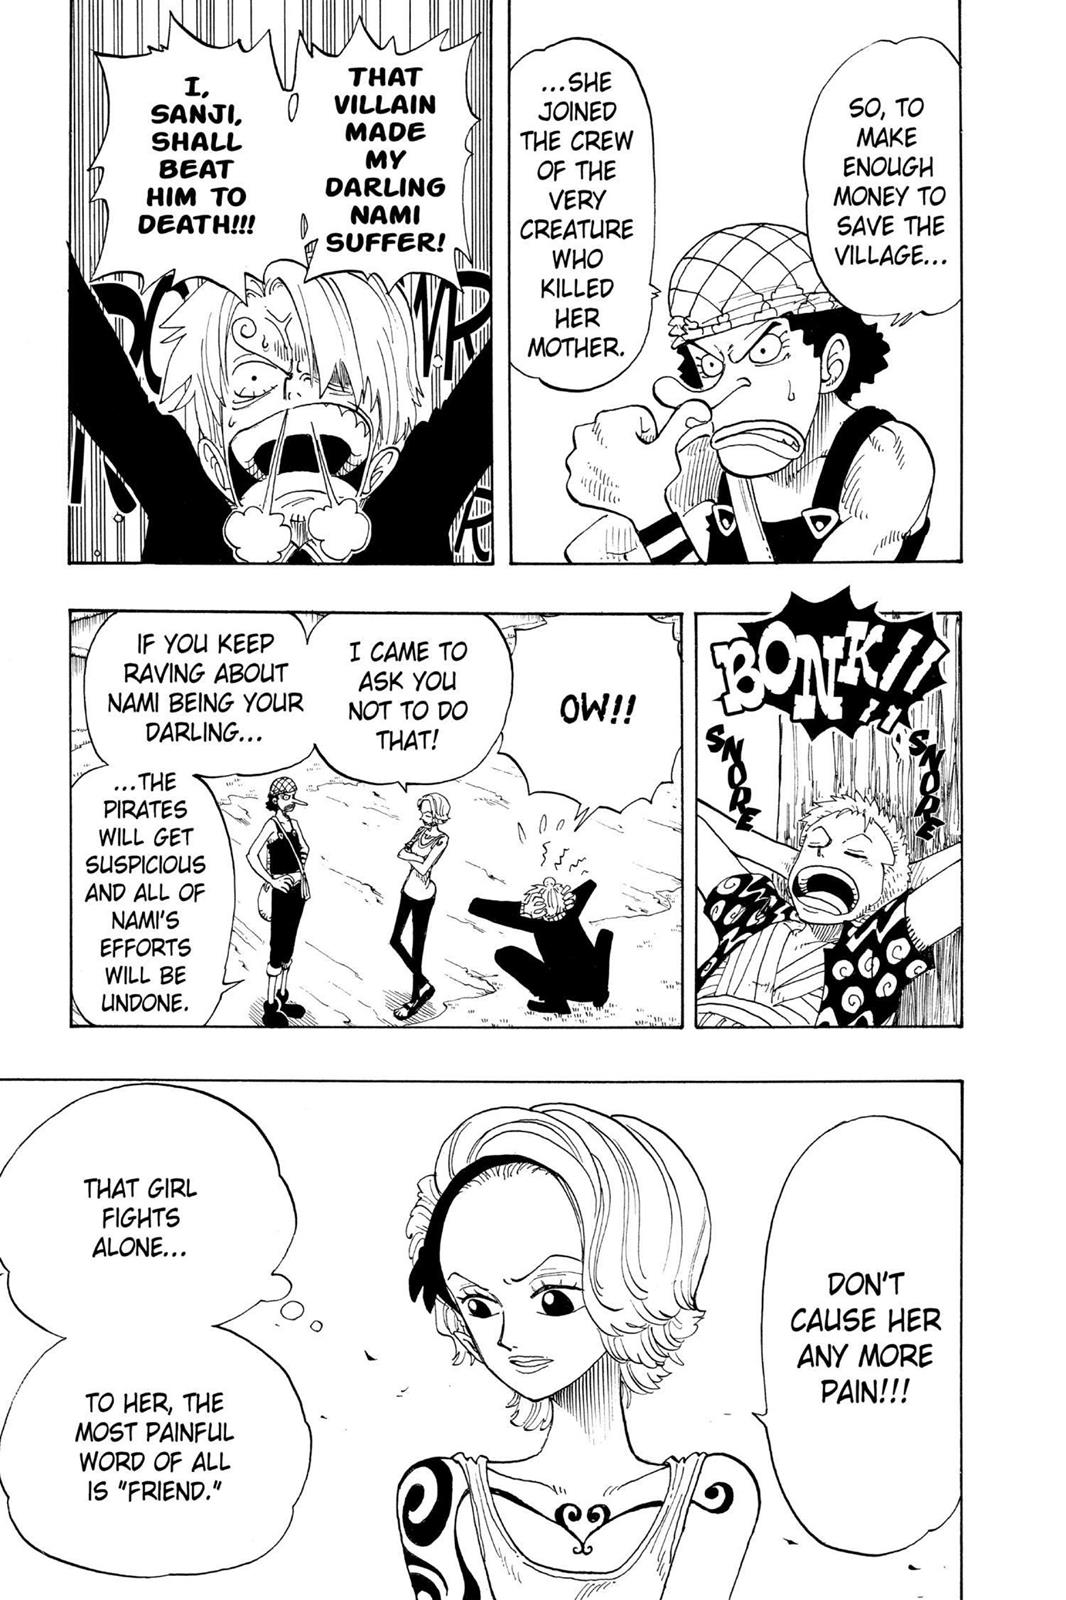 SO, TO
MAKE
ENOUGH
MONEY TO
SAVE THE
VILLAGE...
...SHE
JOINED
THE CREW
OF THE
VERY
CREATURE
WHO
KILLED
HER
MOTHER.
THAT
VILLAIN
MADE
MY
DARLING
NAMI
SUFFER!
I,
SANJI,
SHALL
BEAT
HIM TO
DEATH!!!
BONK!!
!!
SNORE
SNORE
OW!!
I CAME TO
ASK YOU
NOT TO DO
THAT!
IF YOU KEEP
RAVING ABOUT
NAMI BEING YOUR
DARLING...
...THE
PIRATES
WILL GET
SUSPICIOUS
AND ALL OF
NAMI'S
EFFORTS
WILL BE
UNDONE.
DON'T
CAUSE HER
ANY MORE
PAIN!!!
THAT GIRL
FIGHTS
ALONE...
TO HER, THE
MOST PAINFUL
WORD OF ALL
IS "FRIEND."